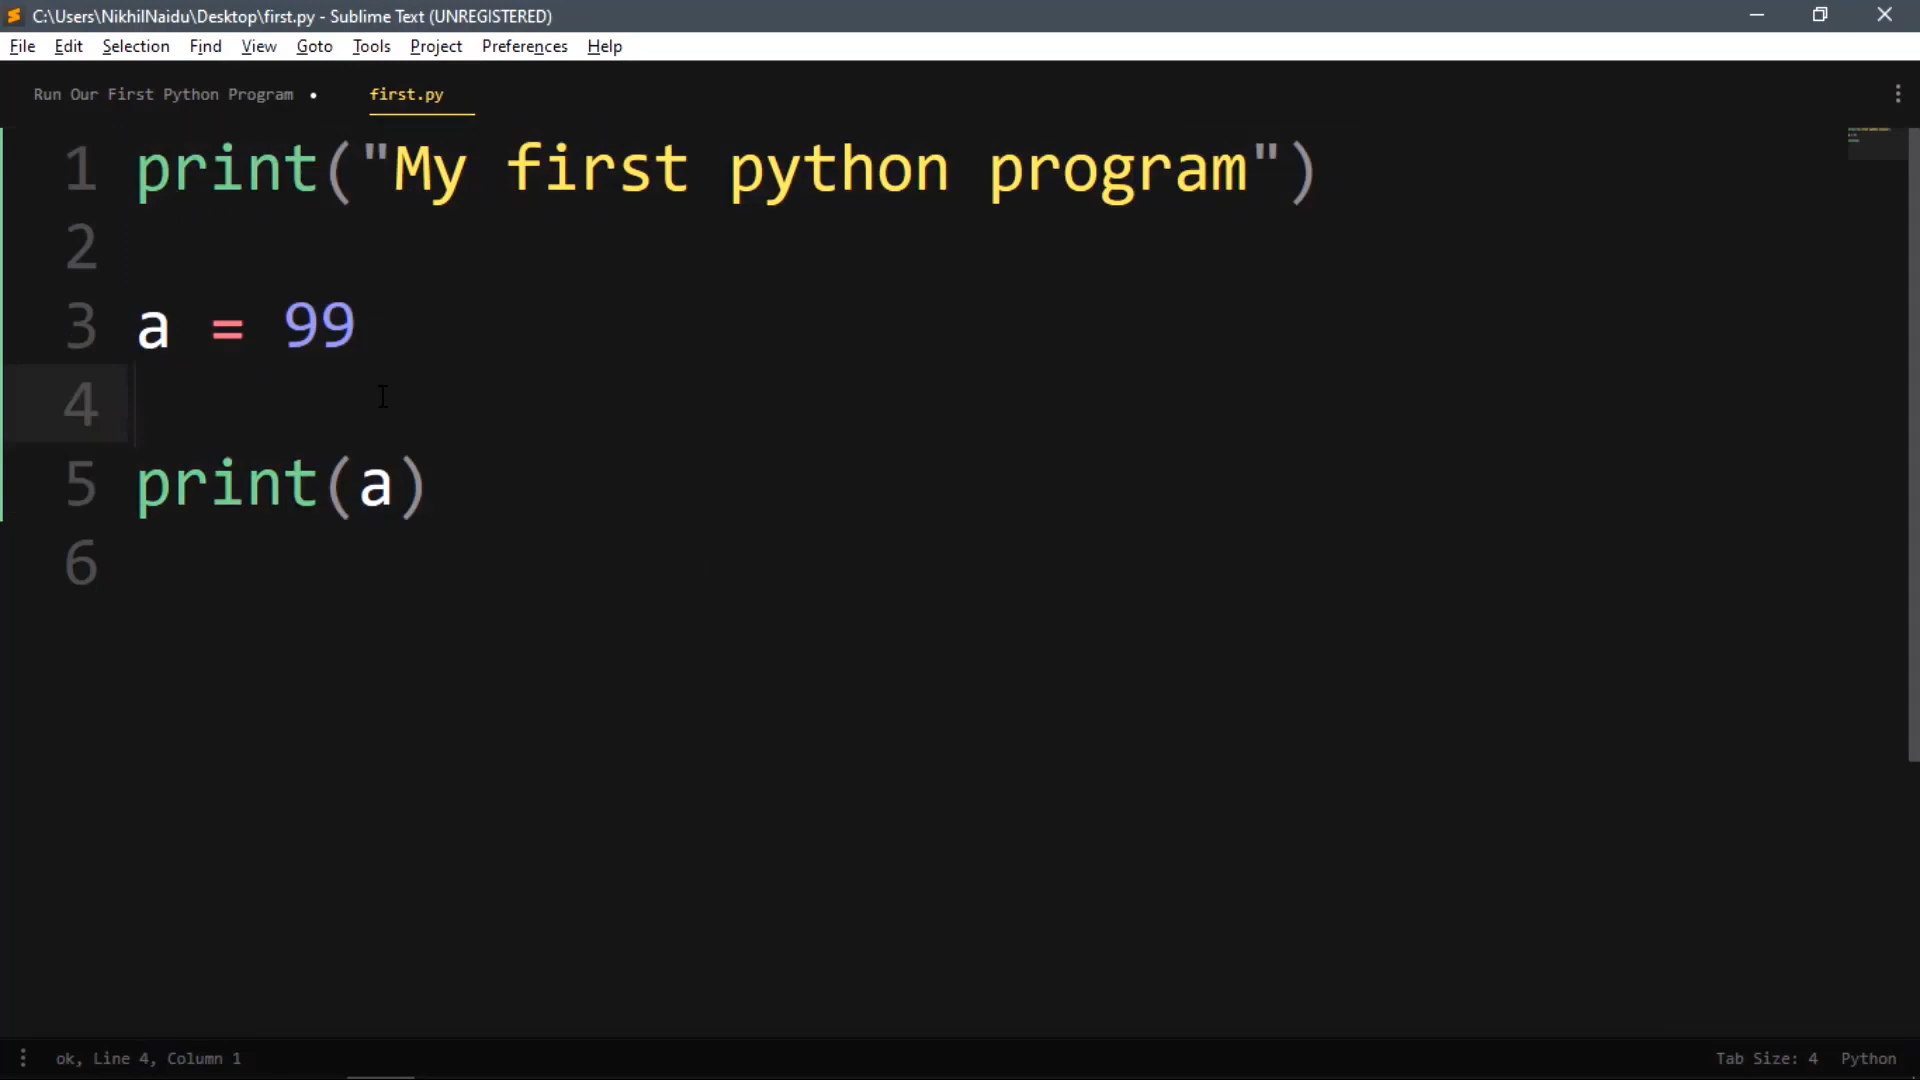 C:\Users\NikhilNaidu\Desktop\first.py - Sublime Text (UNREGISTERED)
File Edit Selection Find View Goto Tools Project Preferences Help
Run Our First Python Program • first.py
1 print("My first python program")
2
3 a = 99
4
5 print(a)
6
ok, Line 4, Column 1 Tab Size: 4 Python